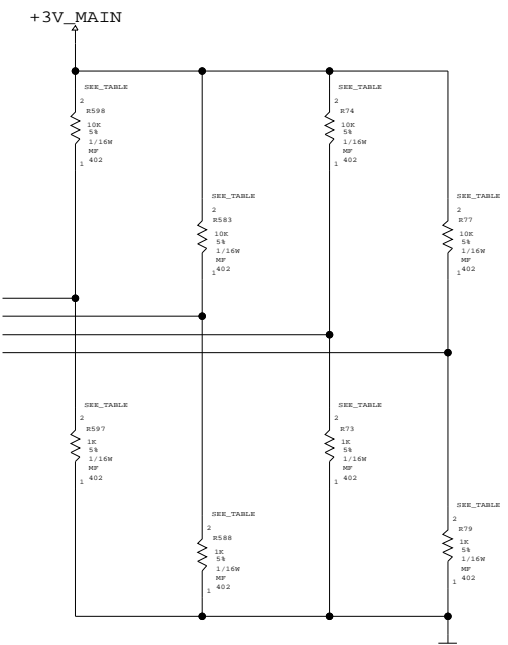 +3V_MAIN
SEE_TABLE
2
R598
10K
5%
1/16W
MF
402
1
SEE_TABLE
2
R74
10K
5%
1/16W
MF
402
1
SEE_TABLE
2
R583
10K
5%
1/16W
MF
402
1
SEE_TABLE
2
R77
10K
5%
1/16W
MF
402
1
SEE_TABLE
2
R597
1K
5%
1/16W
MF
402
1
SEE_TABLE
2
R73
1K
5%
1/16W
MF
402
1
SEE_TABLE
2
R588
1K
5%
1/16W
MF
402
1
SEE_TABLE
2
R79
1K
5%
1/16W
MF
402
1